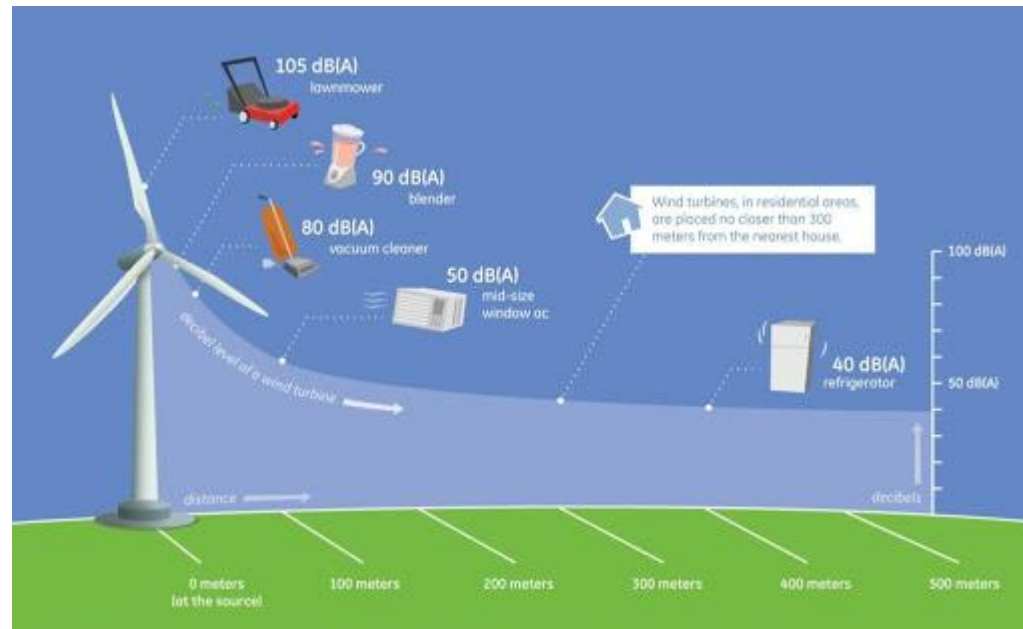 105 dB(A)
lawnmower
90 dB(A)
blender
80 dB(A)
vacuum cleaner
50 dB(A)
mid-size
window ac
Wind turbines, in residential areas,
are placed no closer than 300
meters from the nearest house.
100 dB(A)
40 dB(A)
refrigerator
50 dB(A)
decibel level of a wind turbine
distance
decibels
0 meters
(at the source)
100 meters
200 meters
300 meters
400 meters
500 meters